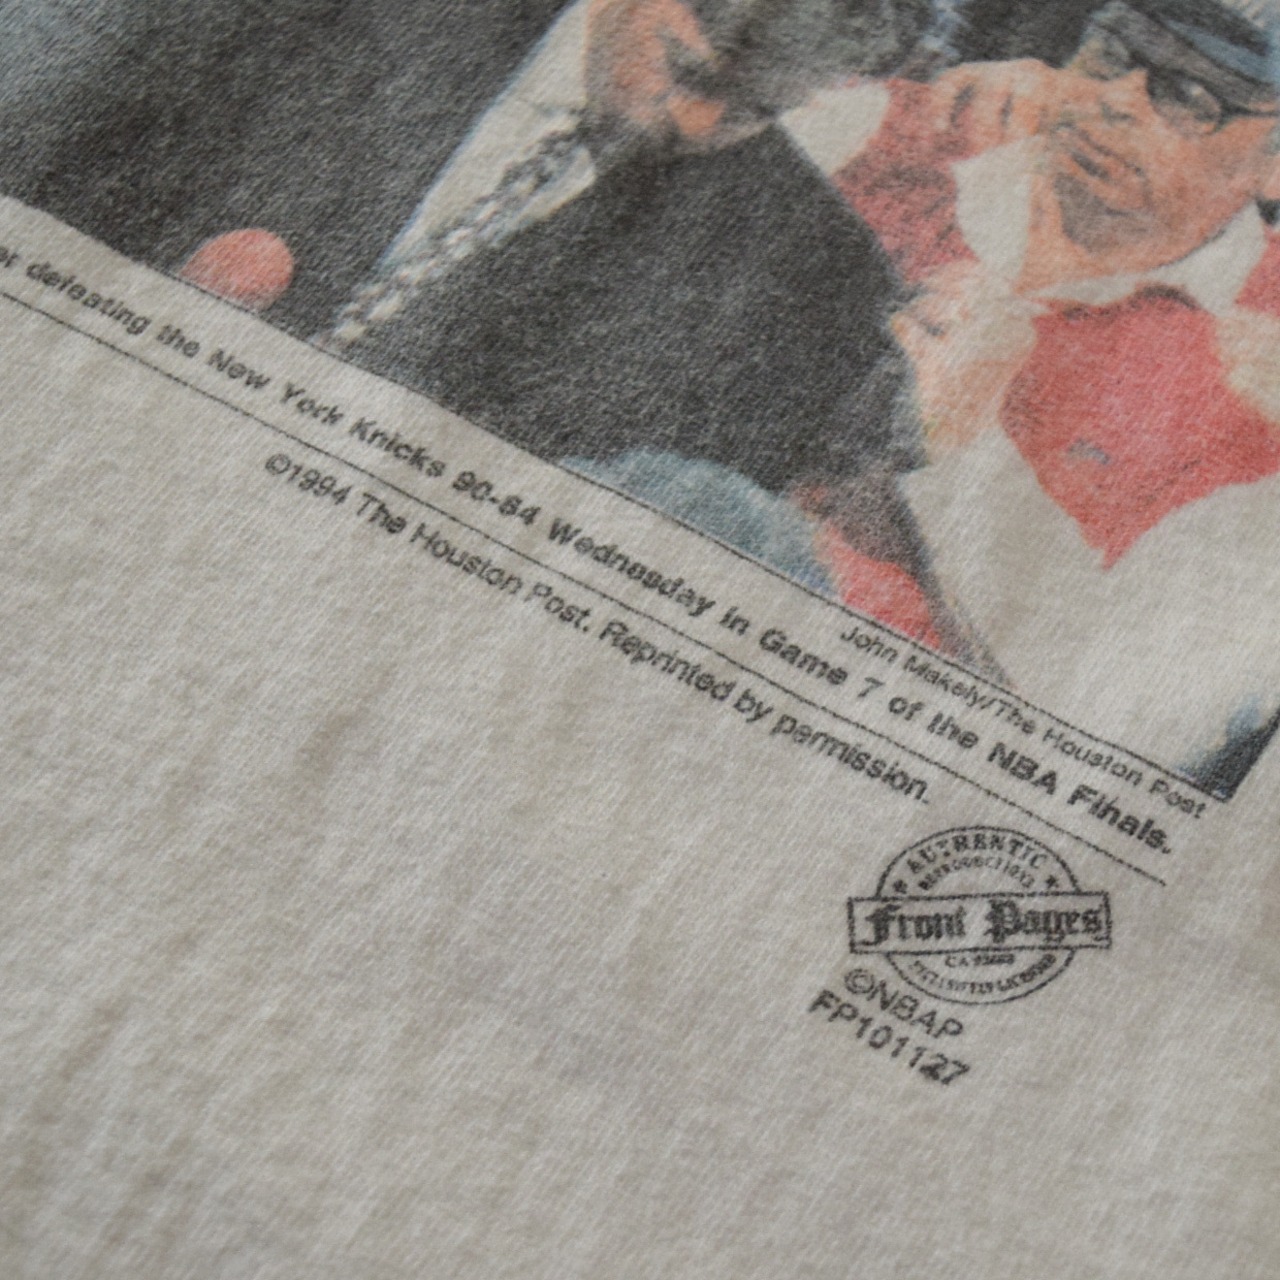 defeating the New York Knicks 90-84 Wednesday in Game 7 of the NBA Finals.
John Makely/The Houston Post
©1994 The Houston Post. Reprinted by permission.
AUTHENTIC
REPRODUCTIONS
Front Pages
©NBAP
FP101127